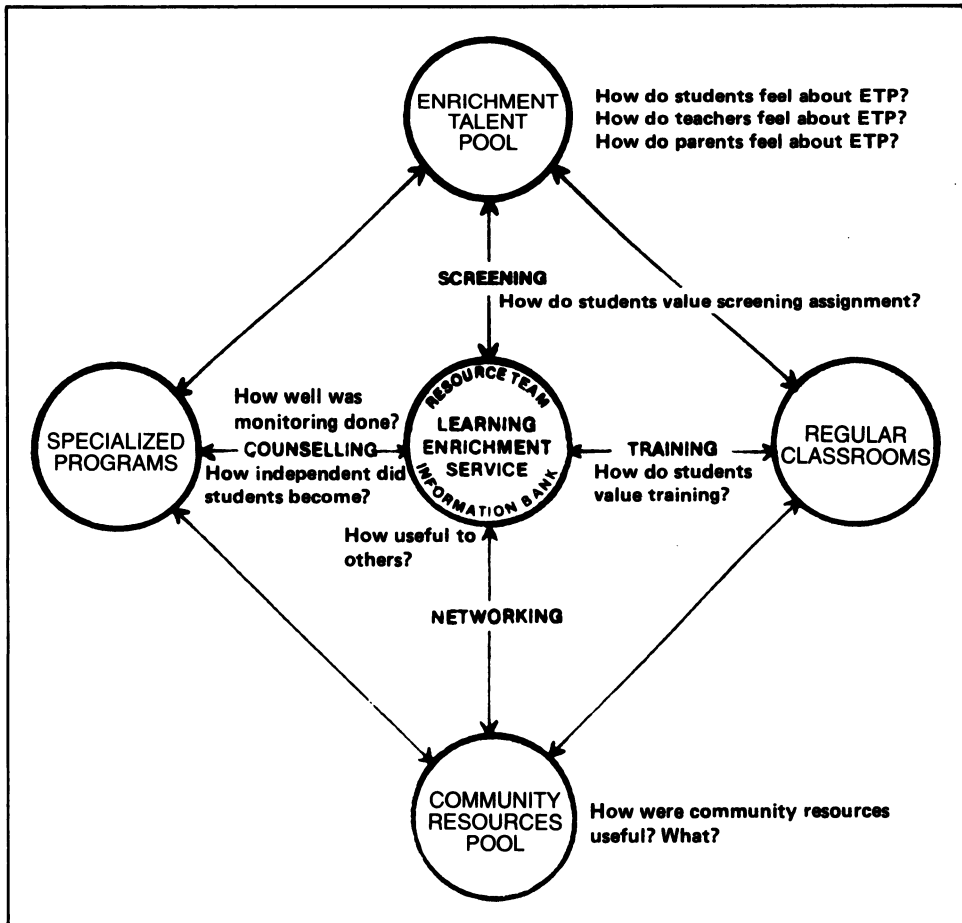 ENRICHMENT
TALENT
POOL
How do students feel about ETP?
How do teachers feel about ETP?
How do parents feel about ETP?
SCREENING
How do students value screening assignment?
SPECIALIZED
PROGRAMS
How well was
monitoring done?
COUNSELLING
How independent did
students become?
RESOURCE TEAM
LEARNING
ENRICHMENT
SERVICE
INFORMATION BANK
TRAINING
How do students
value training?
REGULAR
CLASSROOMS
How useful to
others?
NETWORKING
COMMUNITY
RESOURCES
POOL
How were community resources
useful? What?